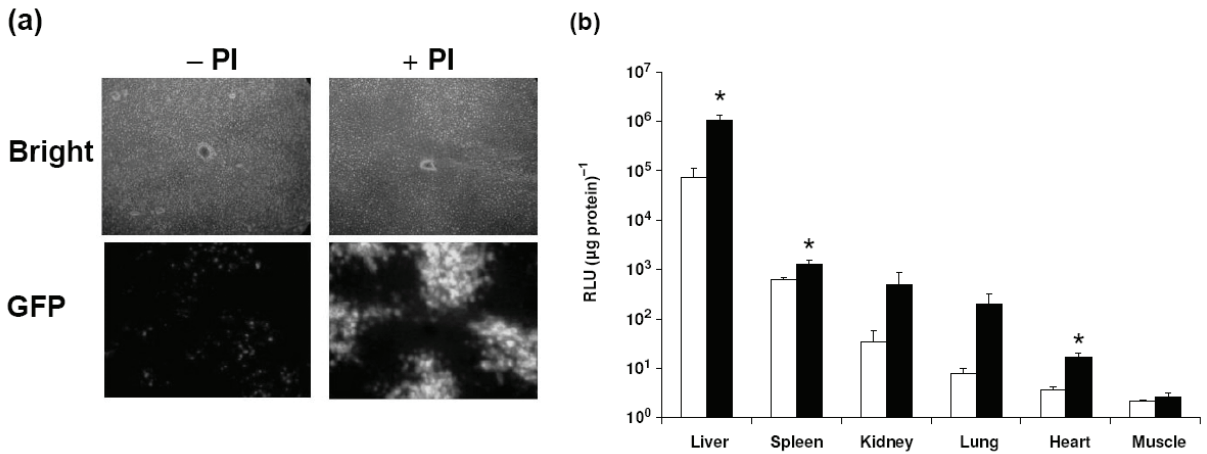 (a)
– PI
+ PI
Bright
GFP
(b)
RLU (µg protein)⁻¹
10⁷
10⁶
10⁵
10³
10²
10¹
10⁰
*
*
*
Liver
Spleen
Kidney
Lung
Heart
Muscle